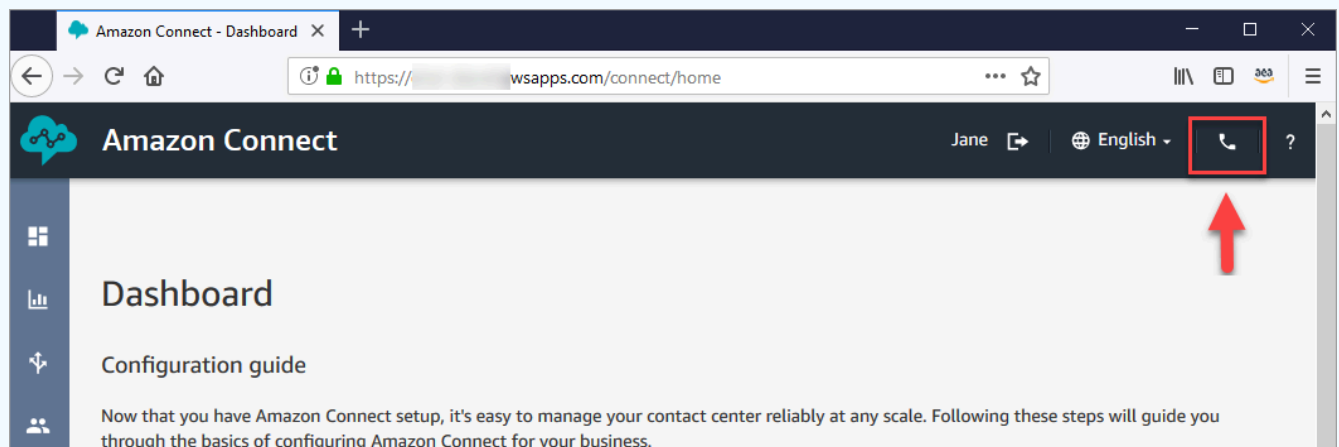 Amazon Connect - Dashboard
https:// wsapps.com/connect/home
Amazon Connect
Jane
English
?
Dashboard
Configuration guide
Now that you have Amazon Connect setup, it's easy to manage your contact center reliably at any scale. Following these steps will guide you
through the basics of configuring Amazon Connect for your business.